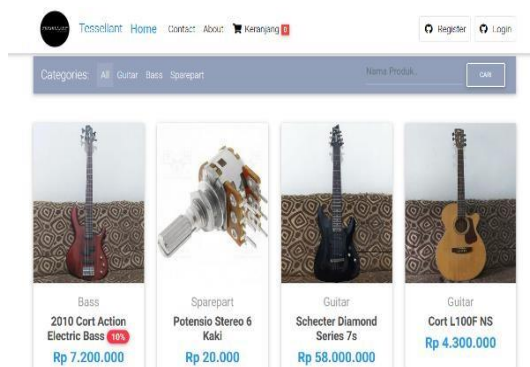 Tessellant Home Contact About Keranjang 0 Register Login
Categories: All Guitar Bass Sparepart Nama Produk.. CARI
Bass
2010 Cort Action
Electric Bass 10%
Rp 7.200.000
Sparepart
Potensio Stereo 6
Kaki
Rp 20.000
Guitar
Schecter Diamond
Series 7s
Rp 58.000.000
Guitar
Cort L100F NS
Rp 4.300.000